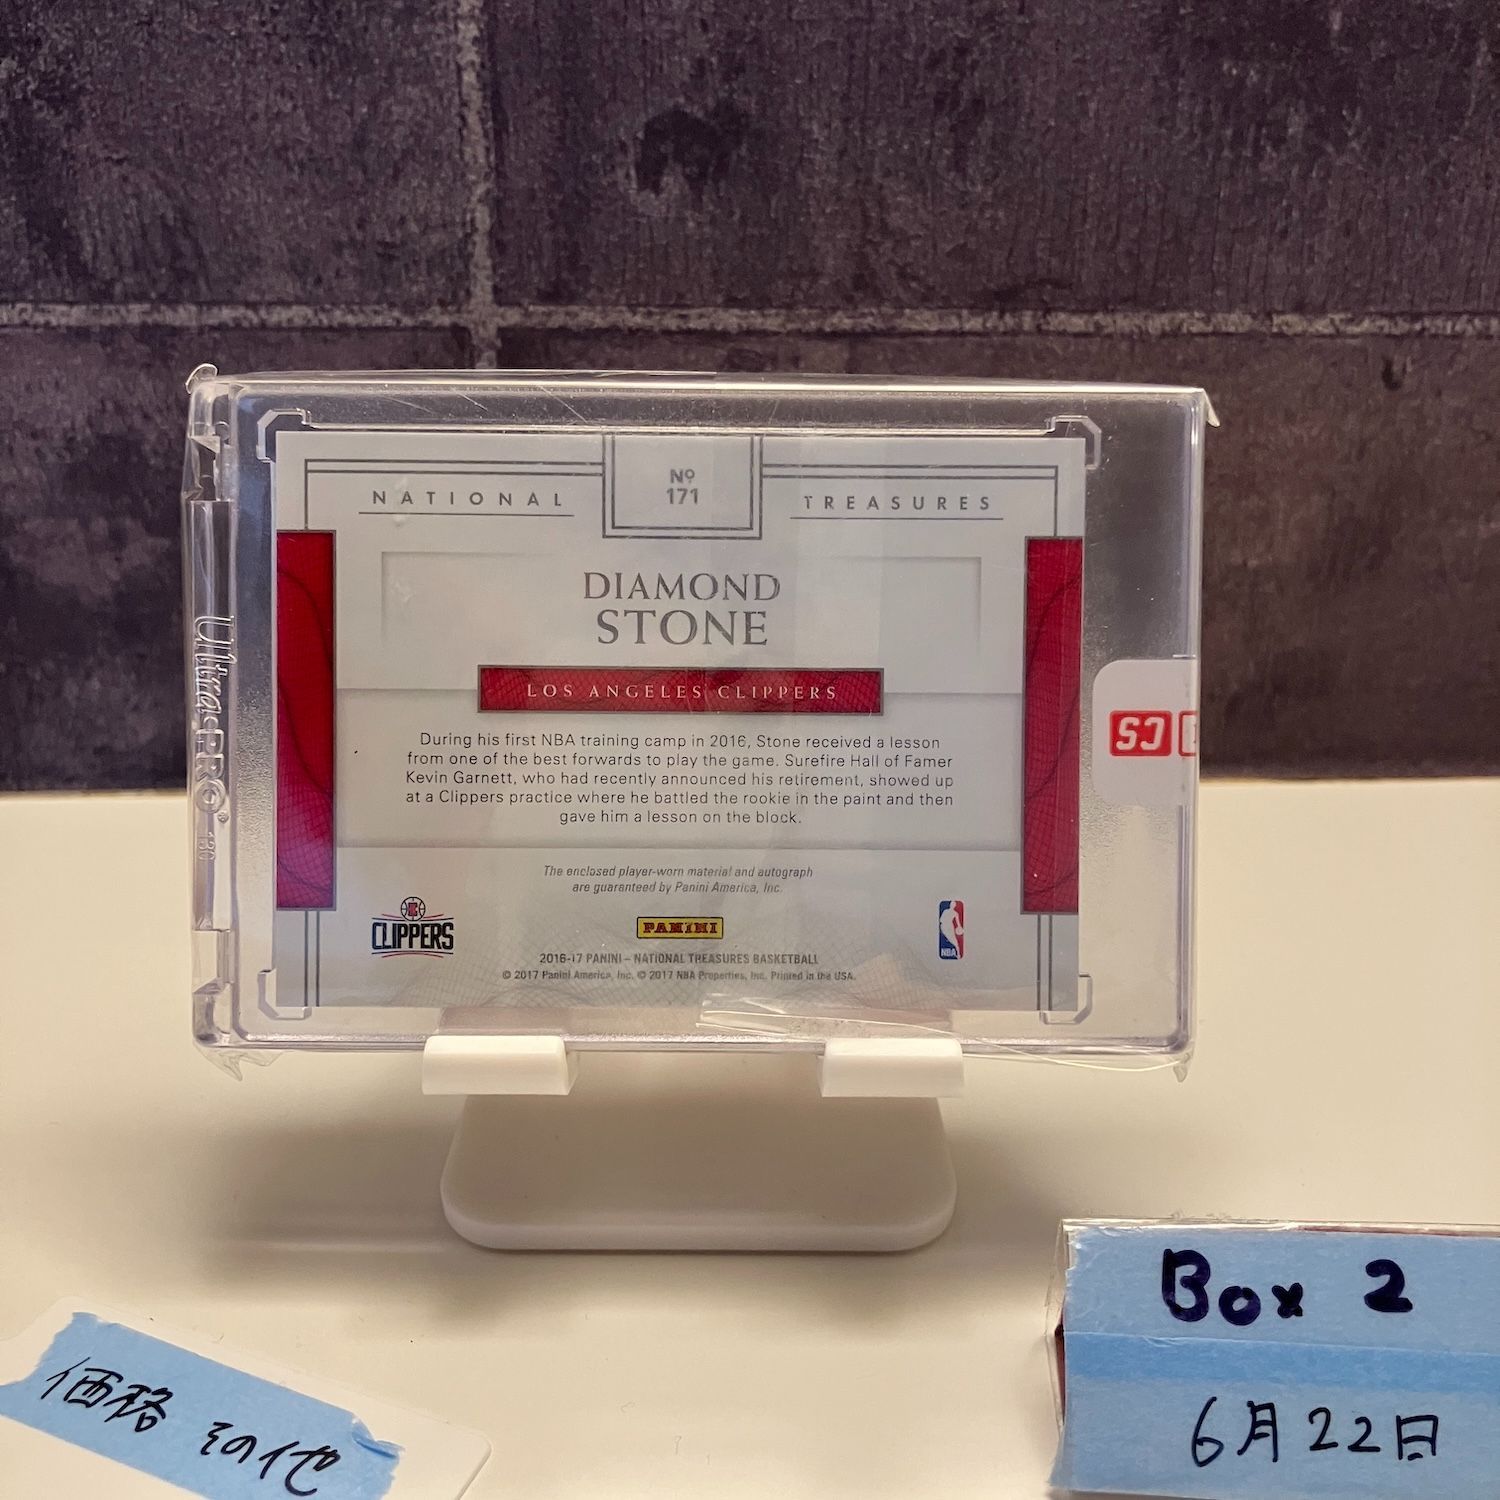 NATIONAL
Nº
171
TREASURES
DIAMOND
STONE
LOS ANGELES CLIPPERS
During his first NBA training camp in 2016, Stone received a lesson
from one of the best forwards to play the game. Surefire Hall of Famer
Kevin Garnett, who had recently announced his retirement, showed up
at a Clippers practice where he battled the rookie in the paint and then
gave him a lesson on the block.
The enclosed player-worn material and autograph
are guaranteed by Panini America, Inc.
CLIPPERS
PANINI
NBA
2016-17 PANINI – NATIONAL TREASURES BASKETBALL
© 2017 Panini America, Inc. © 2017 NBA Properties, Inc. Printed in the USA.
Ultra·PRO®
130
Box 2
6月22日
価格 その他